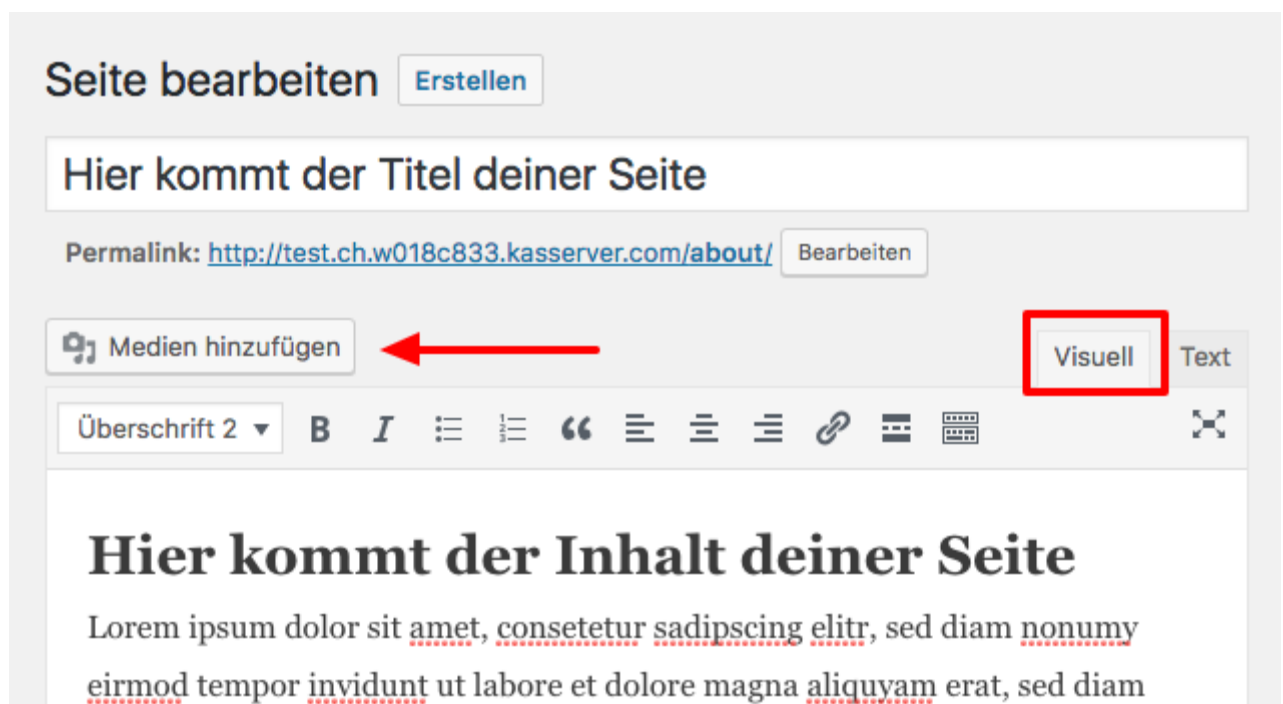 Seite bearbeiten Erstellen
Hier kommt der Titel deiner Seite
Permalink: http://test.ch.w018c833.kasserver.com/about/ Bearbeiten
Medien hinzufügen
Visuell Text
Überschrift 2 B I
Hier kommt der Inhalt deiner Seite
Lorem ipsum dolor sit amet, consetetur sadipscing elitr, sed diam nonumy
eirmod tempor invidunt ut labore et dolore magna aliquyam erat, sed diam